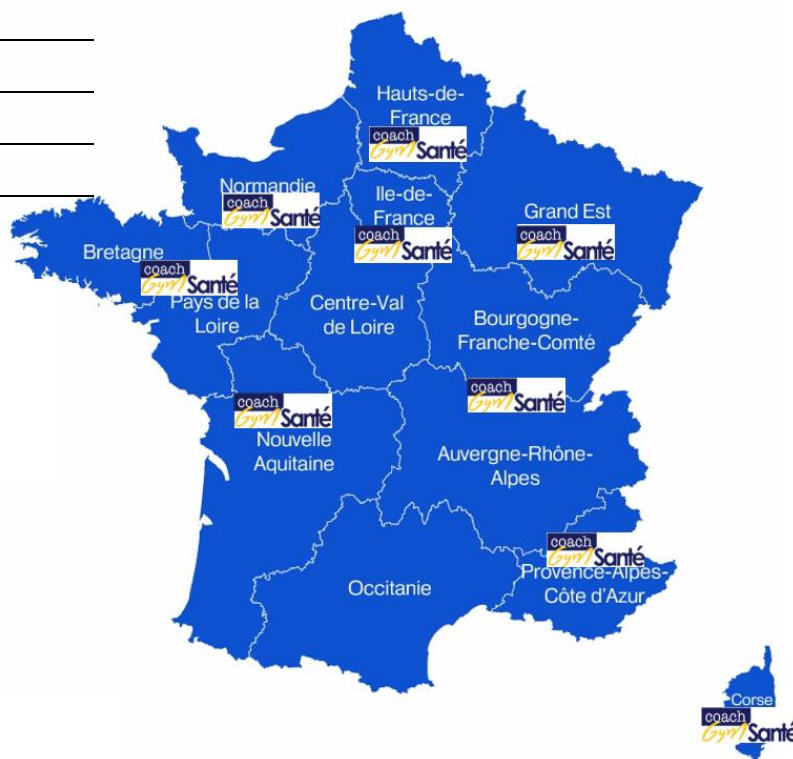 Hauts-de-
France
coach
Gym Santé
Normandie
coach
Gym Santé
Ile-de-
France
coach
Gym Santé
Grand Est
coach
Gym Santé
Bretagne
coach
Gym Santé
Pays de la
Loire
Centre-Val
de Loire
Bourgogne-
Franche-Comté
coach
Gym Santé
Nouvelle
Aquitaine
coach
Gym Santé
Auvergne-Rhône-
Alpes
coach
Gym Santé
Provence-Alpes-
Côte d'Azur
Occitanie
Corse
coach
Gym Santé